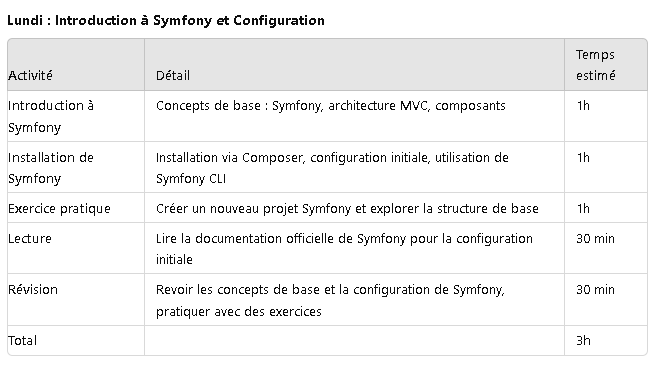 Lundi : Introduction à Symfony et Configuration
Activité Détail Temps estimé
Introduction à Symfony Concepts de base : Symfony, architecture MVC, composants 1h
Installation de Symfony Installation via Composer, configuration initiale, utilisation de Symfony CLI 1h
Exercice pratique Créer un nouveau projet Symfony et explorer la structure de base 1h
Lecture Lire la documentation officielle de Symfony pour la configuration initiale 30 min
Révision Revoir les concepts de base et la configuration de Symfony, pratiquer avec des exercices 30 min
Total 3h